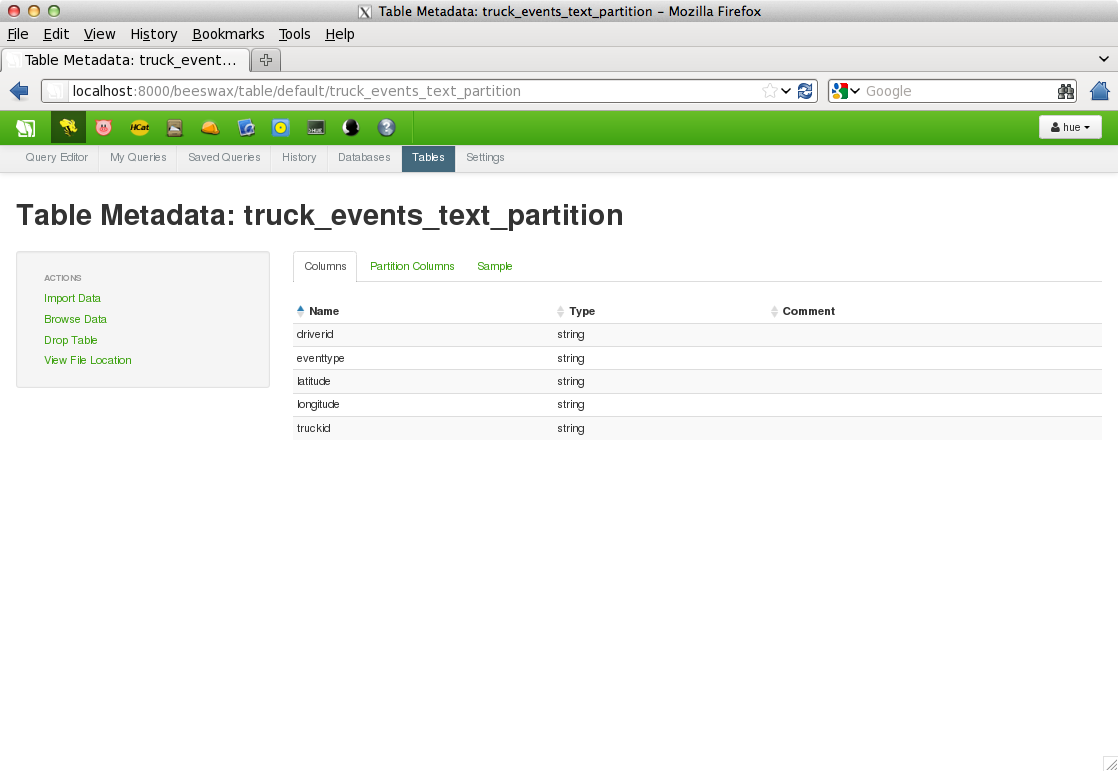 Table Metadata: truck_events_text_partition – Mozilla Firefox
File Edit View History Bookmarks Tools Help
Table Metadata: truck_event...
localhost:8000/beeswax/table/default/truck_events_text_partition Google
HCat hue
Query Editor My Queries Saved Queries History Databases Tables Settings
Table Metadata: truck_events_text_partition
ACTIONS
Import Data
Browse Data
Drop Table
View File Location
Columns Partition Columns Sample
Name Type Comment
driverid string
eventtype string
latitude string
longitude string
truckid string